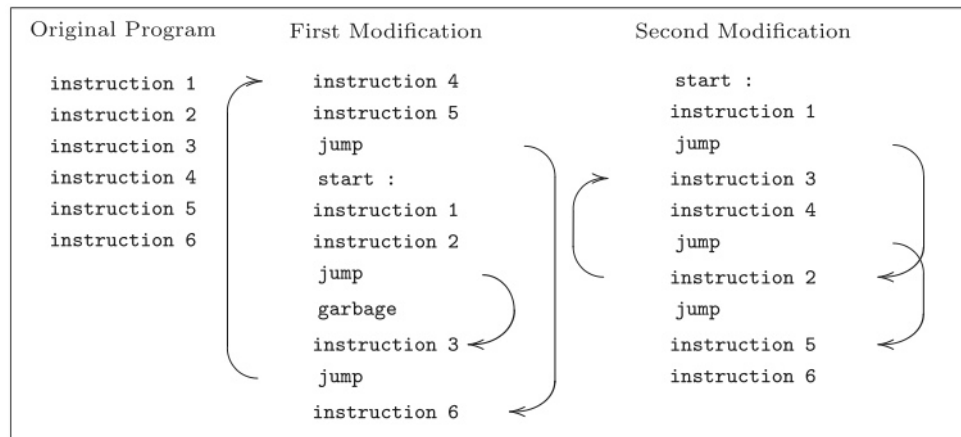 Original Program
instruction 1
instruction 2
instruction 3
instruction 4
instruction 5
instruction 6
First Modification
instruction 4
instruction 5
jump
start :
instruction 1
instruction 2
jump
garbage
instruction 3
jump
instruction 6
Second Modification
start :
instruction 1
jump
instruction 3
instruction 4
jump
instruction 2
jump
instruction 5
instruction 6